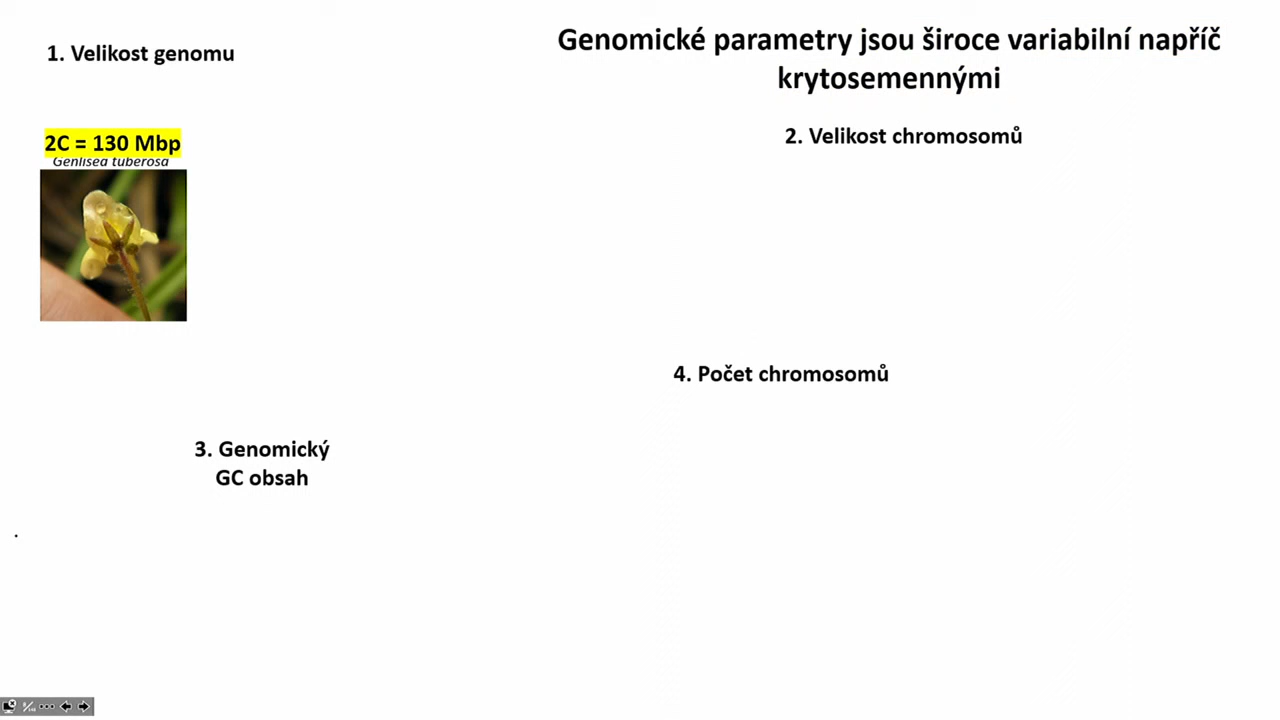 Genomické parametry jsou široce variabilní napříč
krytosemennými
1. Velikost genomu
2C = 130 Mbp
Genlisea tuberosa
2. Velikost chromosomů
3. Genomický
GC obsah
4. Počet chromosomů